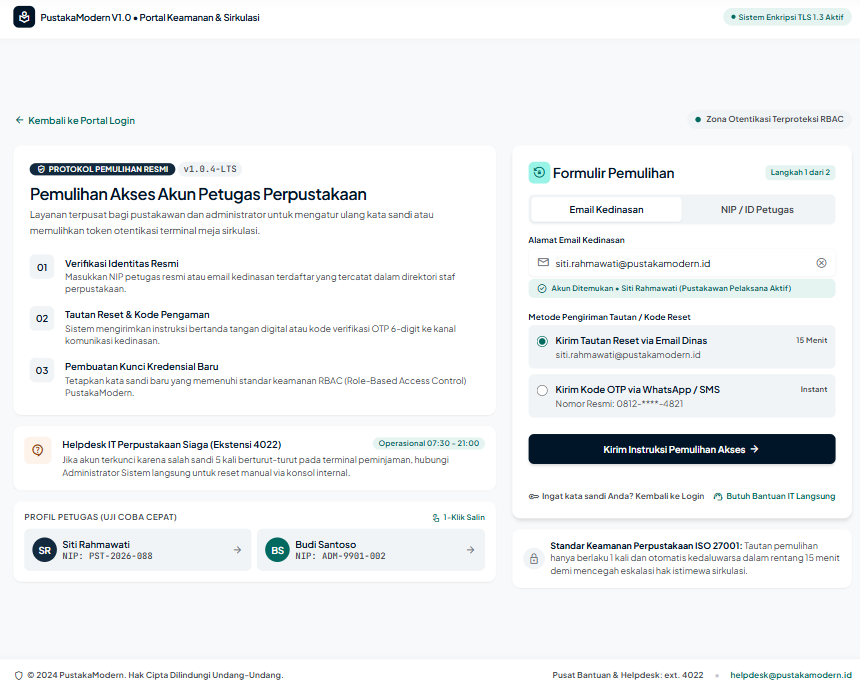 PustakaModern V1.0 • Portal Keamanan & Sirkulasi
Sistem Enkripsi TLS 1.3 Aktif
← Kembali ke Portal Login
Zona Otentikasi Terproteksi RBAC
PROTOKOL PEMULIHAN RESMI
v1.0.4-LTS
Pemulihan Akses Akun Petugas Perpustakaan
Layanan terpusat bagi pustakawan dan administrator untuk mengatur ulang kata sandi atau
memulihkan token otentikasi terminal meja sirkulasi.
01
Verifikasi Identitas Resmi
Masukkan NIP petugas resmi atau email kedinasan terdaftar yang tercatat dalam direktori staf
perpustakaan.
02
Tautan Reset & Kode Pengaman
Sistem mengirimkan instruksi bertanda tangan digital atau kode verifikasi OTP 6-digit ke kanal
komunikasi kedinasan.
03
Pembuatan Kunci Kredensial Baru
Tetapkan kata sandi baru yang memenuhi standar keamanan RBAC (Role-Based Access Control)
PustakaModern.
Helpdesk IT Perpustakaan Siaga (Ekstensi 4022)
Operasional 07:30 - 21:00
Jika akun terkunci karena salah sandi 5 kali berturut-turut pada terminal peminjaman, hubungi
Administrator Sistem langsung untuk reset manual via konsol internal.
PROFIL PETUGAS (UJI COBA CEPAT)
1-Klik Salin
SR
Siti Rahmawati
NIP: PST-2026-088
→
BS
Budi Santoso
NIP: ADM-9901-002
→
Formulir Pemulihan
Langkah 1 dari 2
Email Kedinasan
NIP / ID Petugas
Alamat Email Kedinasan
siti.rahmawati@pustakamodern.id
Akun Ditemukan • Siti Rahmawati (Pustakawan Pelaksana Aktif)
Metode Pengiriman Tautan / Kode Reset
Kirim Tautan Reset via Email Dinas
15 Menit
siti.rahmawati@pustakamodern.id
Kirim Kode OTP via WhatsApp / SMS
Instant
Nomor Resmi: 0812-****-4821
Kirim Instruksi Pemulihan Akses →
Ingat kata sandi Anda? Kembali ke Login
Butuh Bantuan IT Langsung
Standar Keamanan Perpustakaan ISO 27001: Tautan pemulihan
hanya berlaku 1 kali dan otomatis kedaluwarsa dalam rentang 15 menit
demi mencegah eskalasi hak istimewa sirkulasi.
© 2024 PustakaModern. Hak Cipta Dilindungi Undang-Undang.
Pusat Bantuan & Helpdesk: ext. 4022
helpdesk@pustakamodern.id